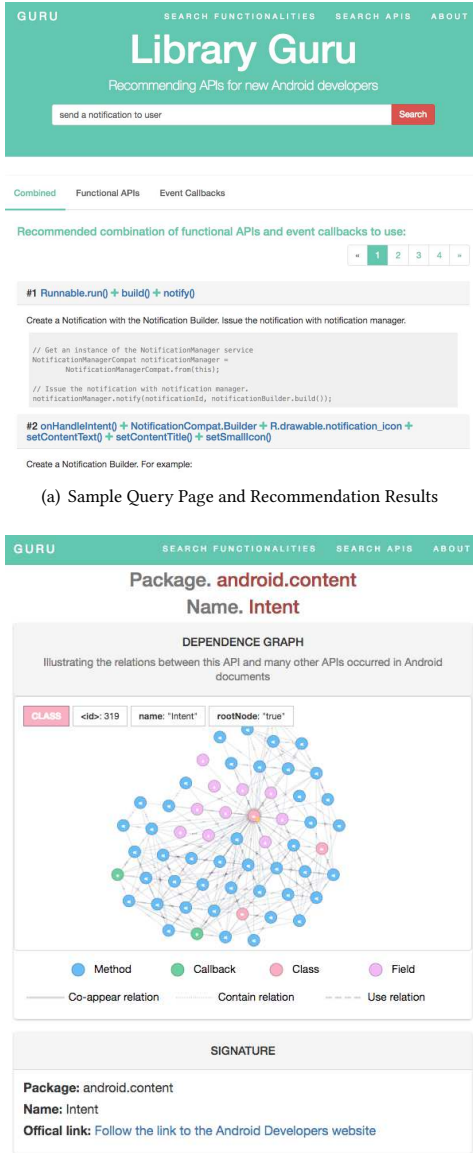 GURU SEARCH FUNCTIONALITIES SEARCH APIS ABOUT
Library Guru
Recommending APIs for new Android developers
send a notification to user Search
Combined Functional APIs Event Callbacks
Recommended combination of functional APIs and event callbacks to use:
« 1 2 3 4 »
#1 Runnable.run() + build() + notify()
Create a Notification with the Notification Builder. Issue the notification with notification manager.
// Get an instance of the NotificationManager service
NotificationManagerCompat notificationManager =
NotificationManagerCompat.from(this);
// Issue the notification with notification manager.
notificationManager.notify(notificationId, notificationBuilder.build());
#2 onHandleIntent() + NotificationCompat.Builder + R.drawable.notification_icon +
setContentText() + setContentTitle() + setSmallIcon()
Create a Notification Builder. For example:
(a) Sample Query Page and Recommendation Results
GURU SEARCH FUNCTIONALITIES SEARCH APIS ABOUT
Package. android.content
Name. Intent
DEPENDENCE GRAPH
Illustrating the relations between this API and many other APIs occurred in Android
documents
CLASS <id>: 319 name: "Intent" rootNode: "true"
Method Callback Class Field
Co-appear relation Contain relation Use relation
SIGNATURE
Package: android.content
Name: Intent
Offical link: Follow the link to the Android Developers website